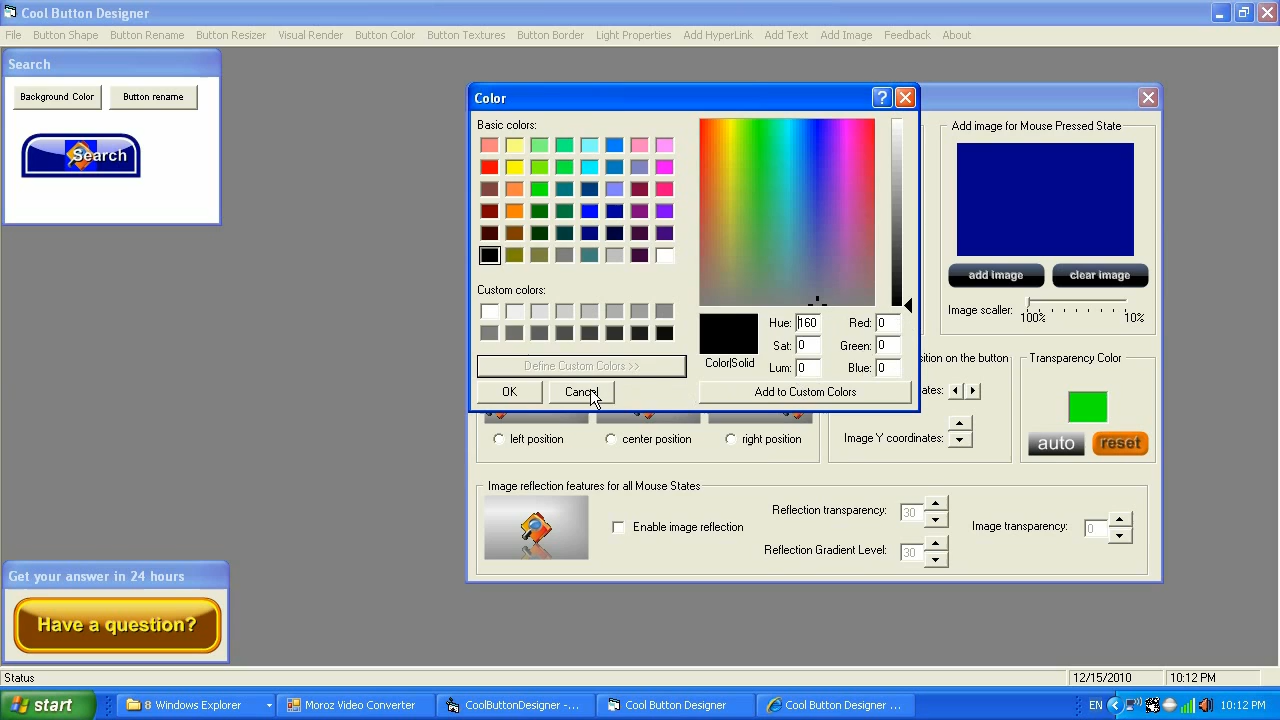 Cool Button Designer
File Button Shape Button Rename Button Resizer Visual Render Button Color Button Textures Button Border Light Properties Add HyperLink Add Text Add Image Feedback About
Search
Background Color Button rename
Search
Color
Basic colors:
Custom colors:
Define Custom Colors >>
OK Cancel
Color|Solid
Hue: 160 Red: 0
Sat: 0 Green: 0
Lum: 0 Blue: 0
Add to Custom Colors
Add image for Mouse Pressed State
add image clear image
Image scaller:
100% 10%
sition on the button
ates:
Image Y coordinates:
Transparency Color
auto reset
left position center position right position
Image reflection features for all Mouse States
Enable image reflection
Reflection transparency: 30
Reflection Gradient Level: 30
Image transparency: 0
Get your answer in 24 hours
Have a question?
Status 12/15/2010 10:12 PM
start 8 Windows Explorer Moroz Video Converter CoolButtonDesigner -... Cool Button Designer Cool Button Designer ... EN 10:12 PM